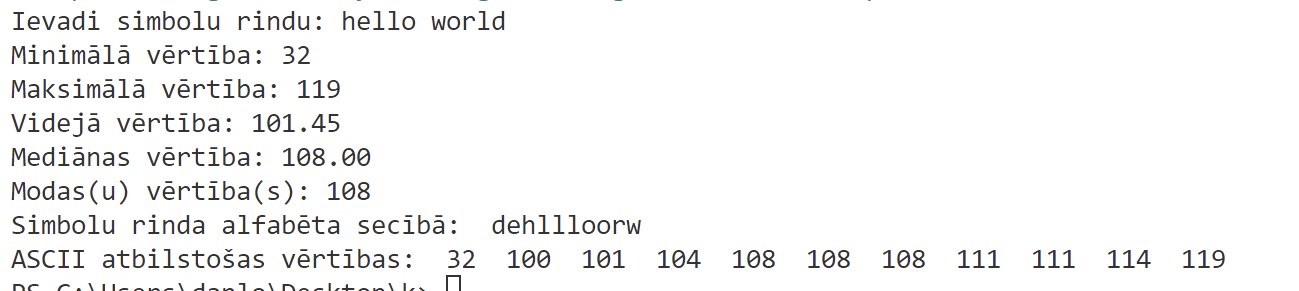 Ievadi simbolu rindu: hello world
Minimālā vērtība: 32
Maksimālā vērtība: 119
Videjā vērtība: 101.45
Mediānas vērtība: 108.00
Modas(u) vērtība(s): 108
Simbolu rinda alfabēta secībā:  dehllloorw
ASCII atbilstošas vērtības:  32  100  101  104  108  108  108  111  111  114  119